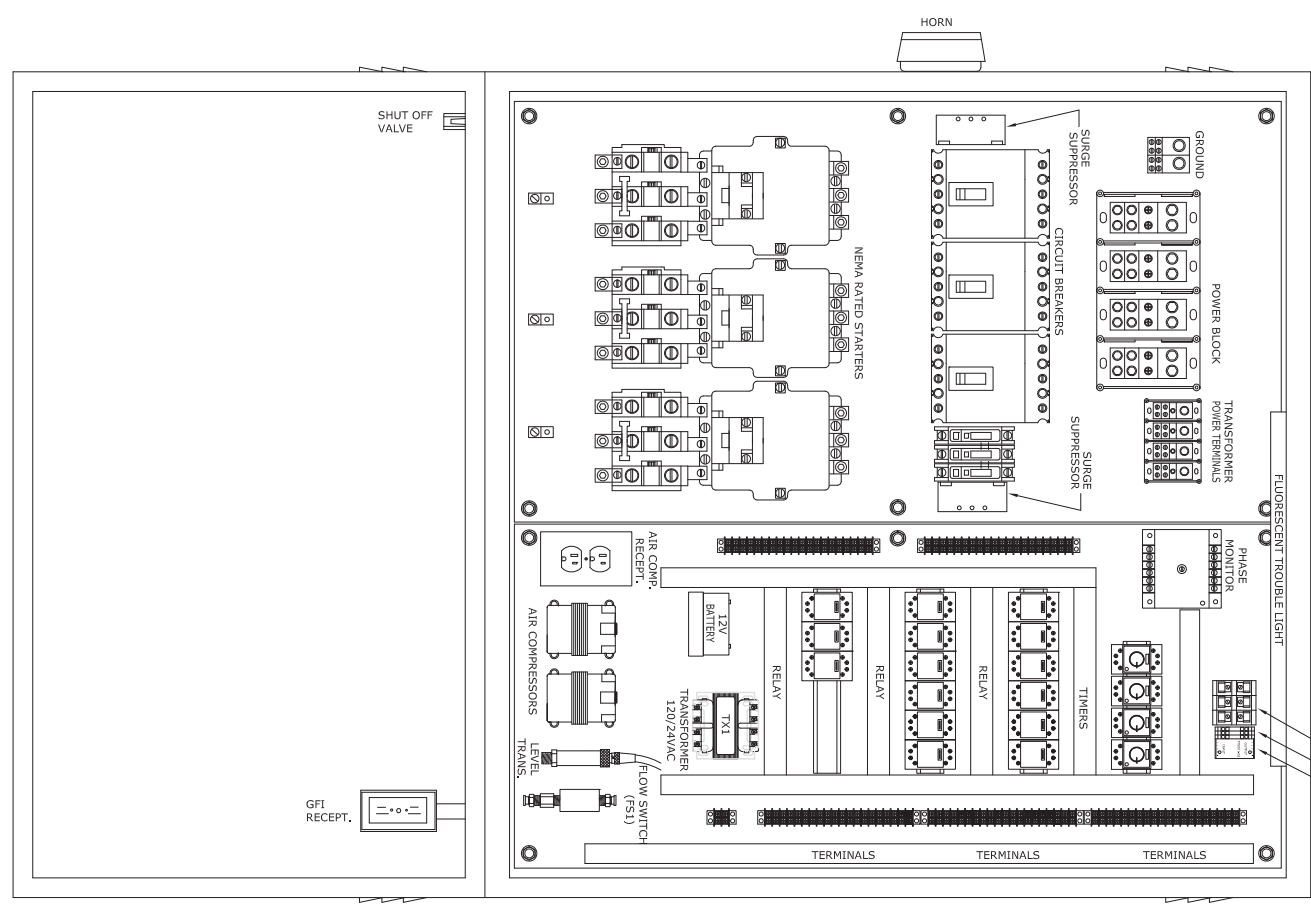 HORN
SHUT OFF
VALVE
SURGE
SUPPRESSOR
GROUND
NEMA RATED STARTERS
CIRCUIT BREAKERS
POWER BLOCK
TRANSFORMER
POWER TERMINALS
SURGE
SUPPRESSOR
FLUORESCENT TROUBLE LIGHT
AIR COMP.
RECEPT.
PHASE
MONITOR
12V
BATTERY
AIR COMPRESSORS
RELAY
RELAY
RELAY
TIMERS
TRANSFORMER
120/24VAC
TX1
LEVEL
TRANS.
FLOW SWITCH
(FS1)
GFI
RECEPT.
TERMINALS
TERMINALS
TERMINALS